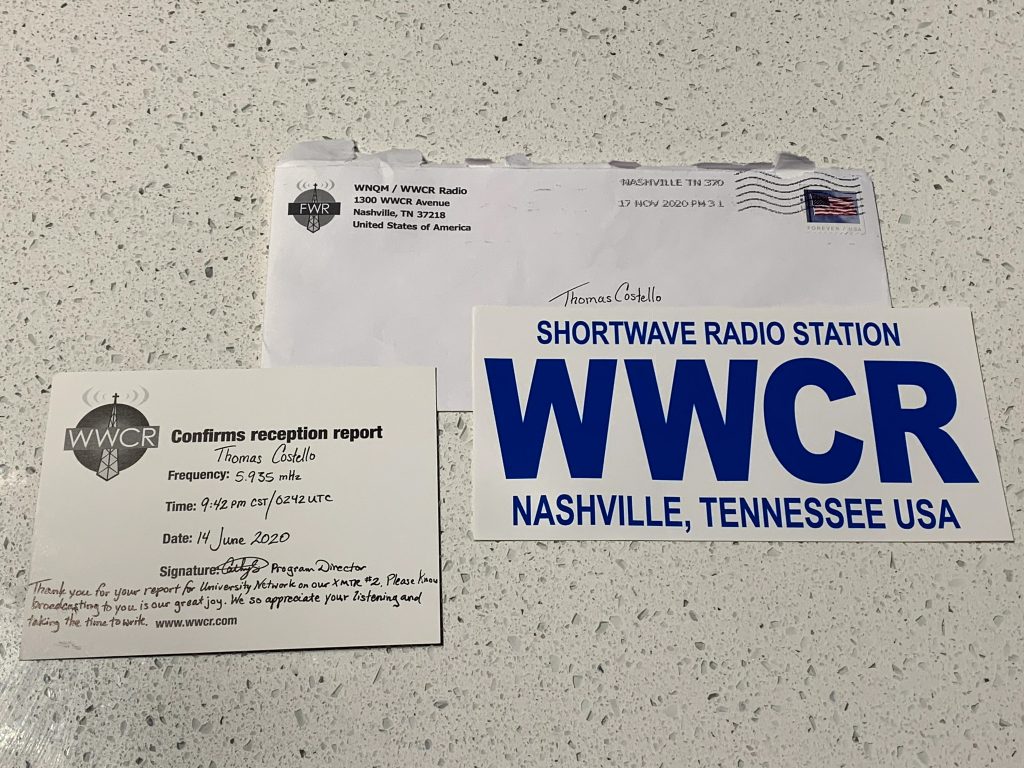 FWR
WNQM / WWCR Radio
1300 WWCR Avenue
Nashville, TN 37218
United States of America
NASHVILLE TN 370
17 NOV 2020 PM 3 L
FOREVER / USA
Thomas Costello
SHORTWAVE RADIO STATION
WWCR
NASHVILLE, TENNESSEE USA
WWCR
Confirms reception report
Thomas Costello
Frequency: 5.935 mHz
Time: 9:42 pm CST/0242 UTC
Date: 14 June 2020
Signature: Program Director
Thank you for your report for University Network on our XMTR #2. Please Know
broadcasting to you is our great joy. We so appreciate your listening and
taking the time to write. www.wwcr.com